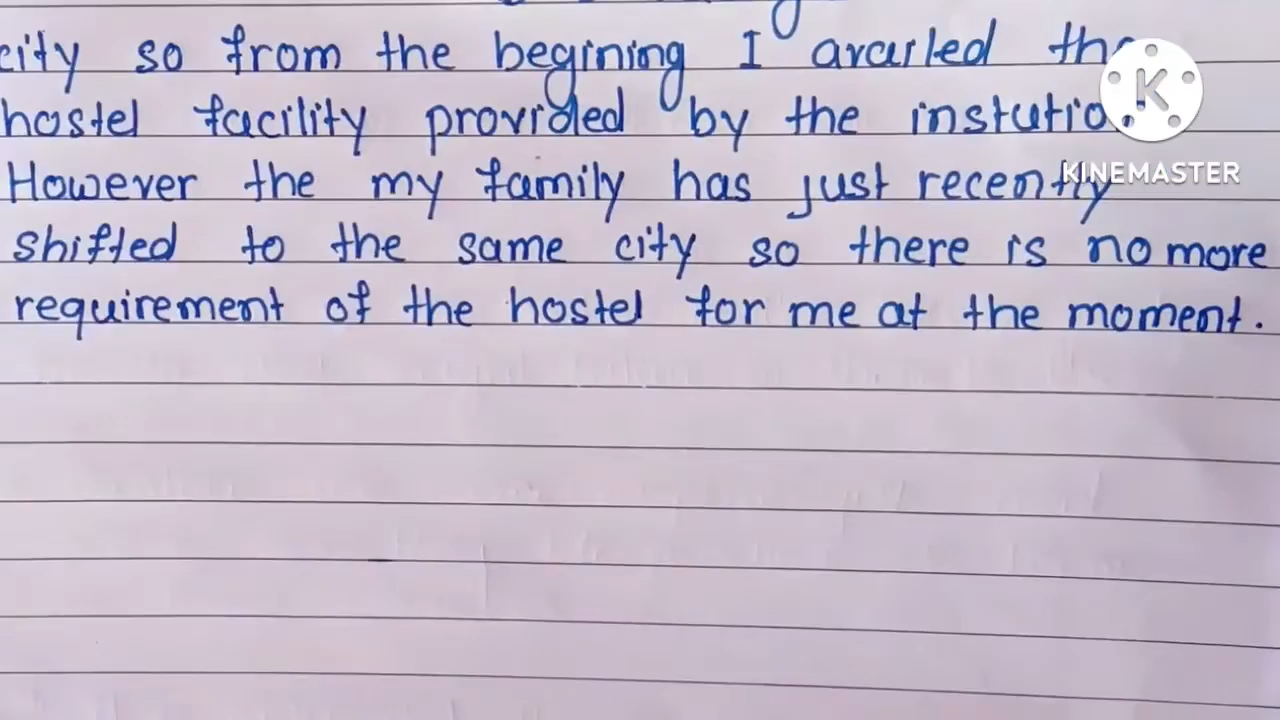 city so from the begining I availed the
hostel facility provided by the instution.
However the my family has just recently
shifted to the same city so there is no more
requirement of the hostel for me at the moment.
K
KINEMASTER